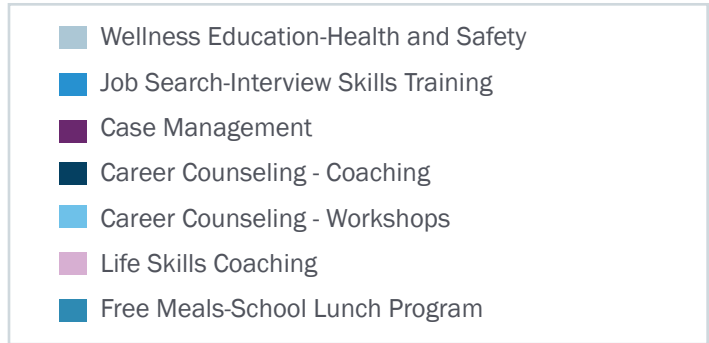 Wellness Education-Health and Safety
Job Search-Interview Skills Training
Case Management
Career Counseling - Coaching
Career Counseling - Workshops
Life Skills Coaching
Free Meals-School Lunch Program